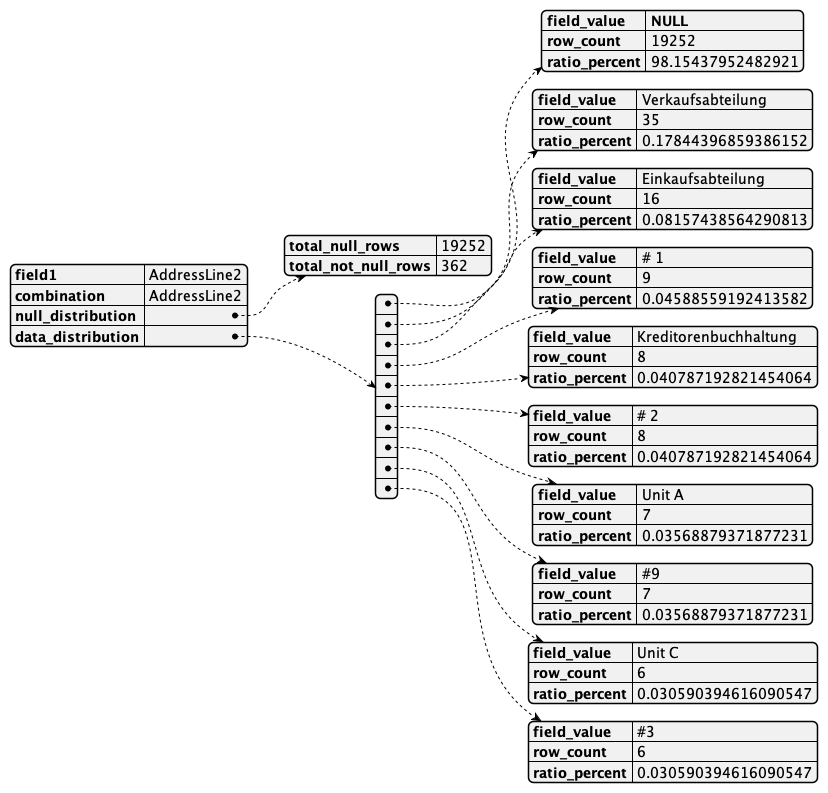 field1 AddressLine2
combination AddressLine2
null_distribution
data_distribution
total_null_rows 19252
total_not_null_rows 362
field_value NULL
row_count 19252
ratio_percent 98.15437952482921
field_value Verkaufsabteilung
row_count 35
ratio_percent 0.17844396859386152
field_value Einkaufsabteilung
row_count 16
ratio_percent 0.08157438564290813
field_value # 1
row_count 9
ratio_percent 0.04588559192413582
field_value Kreditorenbuchhaltung
row_count 8
ratio_percent 0.040787192821454064
field_value # 2
row_count 8
ratio_percent 0.040787192821454064
field_value Unit A
row_count 7
ratio_percent 0.03568879371877231
field_value #9
row_count 7
ratio_percent 0.03568879371877231
field_value Unit C
row_count 6
ratio_percent 0.030590394616090547
field_value #3
row_count 6
ratio_percent 0.030590394616090547